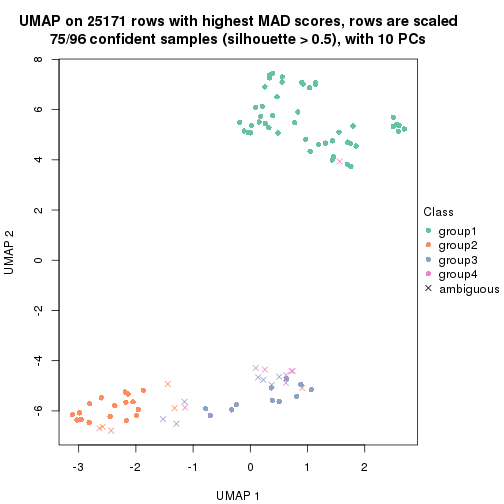 UMAP on 25171 rows with highest MAD scores, rows are scaled
75/96 confident samples (silhouette > 0.5), with 10 PCs
8
6
4
2
0
-2
-4
-6
UMAP 2
-3
-2
-1
0
1
2
UMAP 1
Class
group1
group2
group3
group4
ambiguous